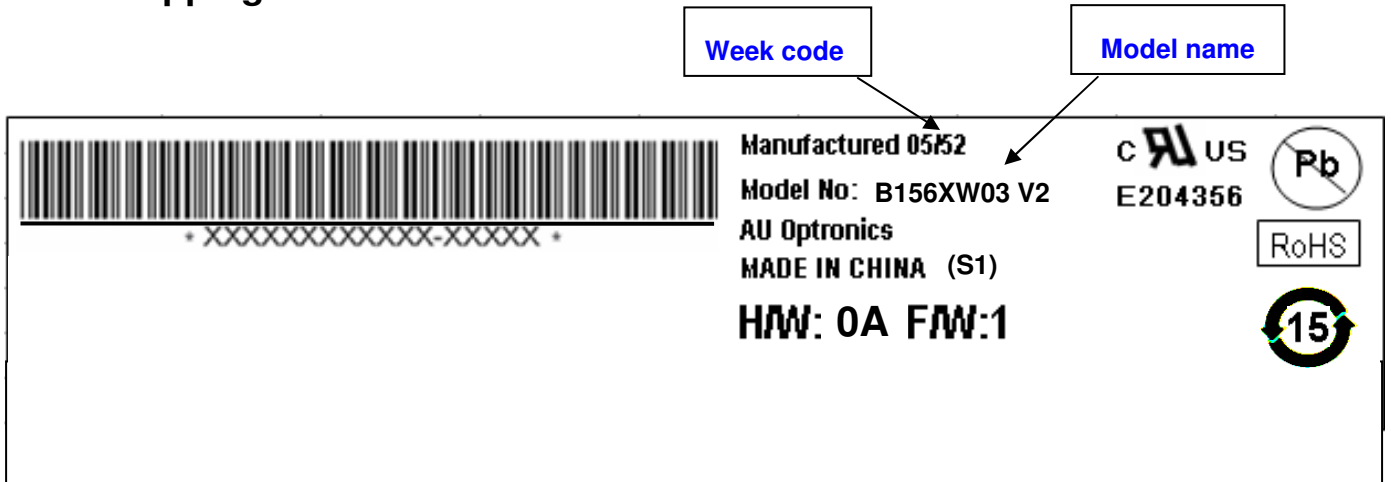 Week code
Model name
Manufactured 05/52
Model No: B156XW03 V2
AU Optronics
MADE IN CHINA (S1)
H/W: 0A F/W:1
* XXXXXXXXXXXX-XXXXX *
C RU US
E204356
Pb
RoHS
15